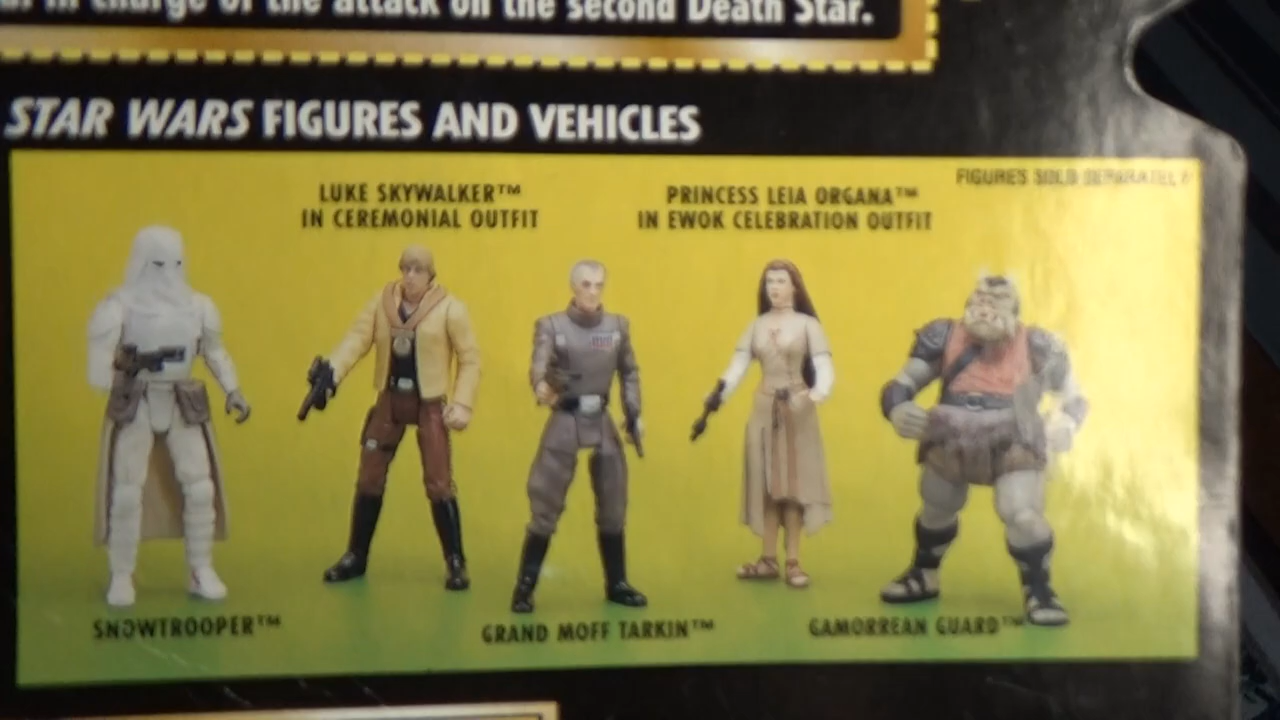 in charge of the attack on the second Death Star.
STAR WARS FIGURES AND VEHICLES
FIGURES SOLD SEPARATELY
LUKE SKYWALKER™
IN CEREMONIAL OUTFIT
PRINCESS LEIA ORGANA™
IN EWOK CELEBRATION OUTFIT
SNOWTROOPER™
GRAND MOFF TARKIN™
GAMORREAN GUARD™